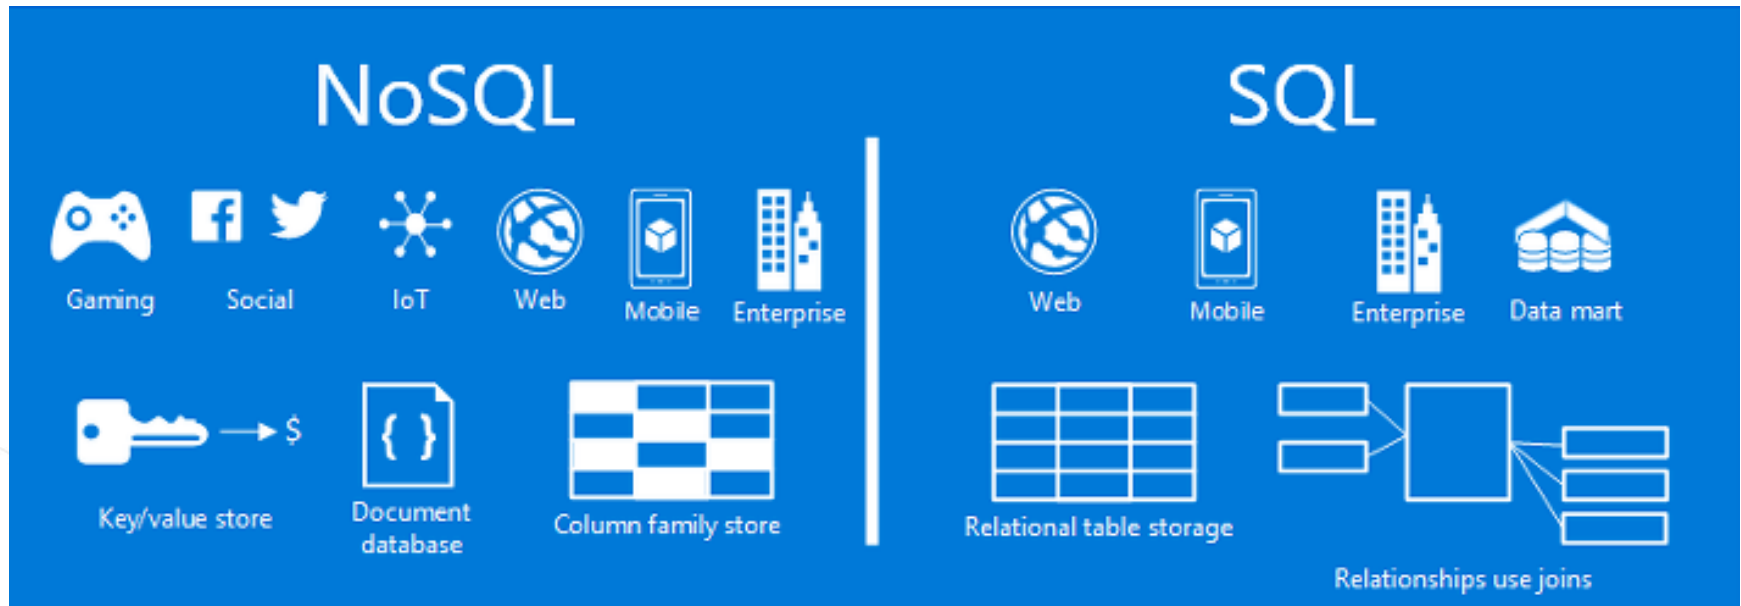 NoSQL
SQL
Gaming
Social
IoT
Web
Mobile
Enterprise
Web
Mobile
Enterprise
Data mart
$
{ }
Key/value store
Document
database
Column family store
Relational table storage
Relationships use joins